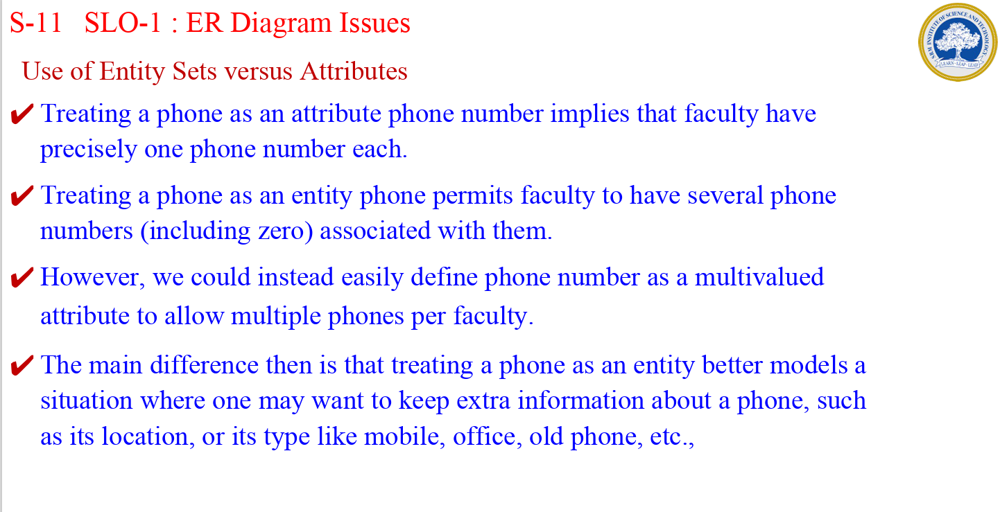 S-11 SLO-1 : ER Diagram Issues
Use of Entity Sets versus Attributes
✔ Treating a phone as an attribute phone number implies that faculty have
precisely one phone number each.
✔ Treating a phone as an entity phone permits faculty to have several phone
numbers (including zero) associated with them.
✔ However, we could instead easily define phone number as a multivalued
attribute to allow multiple phones per faculty.
✔ The main difference then is that treating a phone as an entity better models a
situation where one may want to keep extra information about a phone, such
as its location, or its type like mobile, office, old phone, etc.,
SRM INSTITUTE OF SCIENCE AND TECHNOLOGY
LEARN - LEAP - LEAD